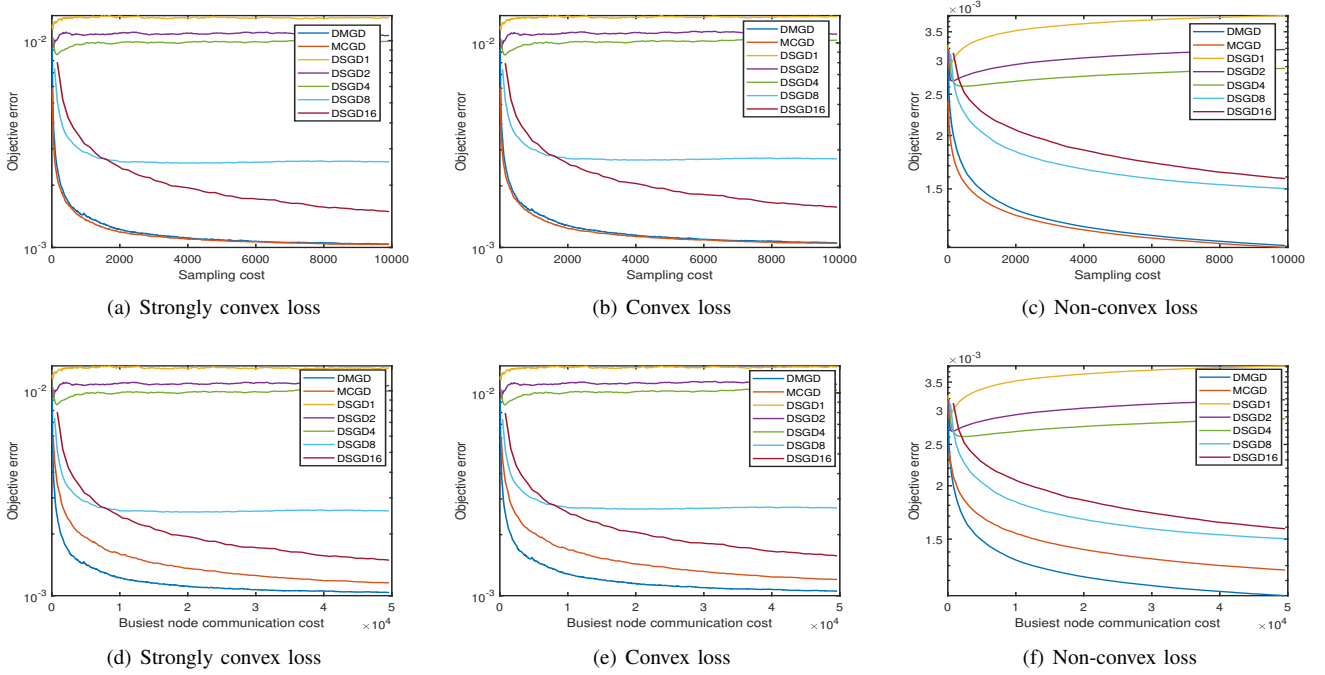 10^-2
10^-3
Objective error
0 2000 4000 6000 8000 10000
Sampling cost
DMGD
MCGD
DSGD1
DSGD2
DSGD4
DSGD8
DSGD16
(a) Strongly convex loss
10^-2
10^-3
Objective error
0 2000 4000 6000 8000 10000
Sampling cost
DMGD
MCGD
DSGD1
DSGD2
DSGD4
DSGD8
DSGD16
(b) Convex loss
×10^-3
3.5
3
2.5
2
1.5
Objective error
0 2000 4000 6000 8000 10000
Sampling cost
DMGD
MCGD
DSGD1
DSGD2
DSGD4
DSGD8
DSGD16
(c) Non-convex loss
10^-2
10^-3
Objective error
0 1 2 3 4 5
Busiest node communication cost
×10^4
DMGD
MCGD
DSGD1
DSGD2
DSGD4
DSGD8
DSGD16
(d) Strongly convex loss
10^-2
10^-3
Objective error
0 1 2 3 4 5
Busiest node communication cost
×10^4
DMGD
MCGD
DSGD1
DSGD2
DSGD4
DSGD8
DSGD16
(e) Convex loss
×10^-3
3.5
3
2.5
2
1.5
Objective error
0 1 2 3 4 5
Busiest node communication cost
×10^4
DMGD
MCGD
DSGD1
DSGD2
DSGD4
DSGD8
DSGD16
(f) Non-convex loss